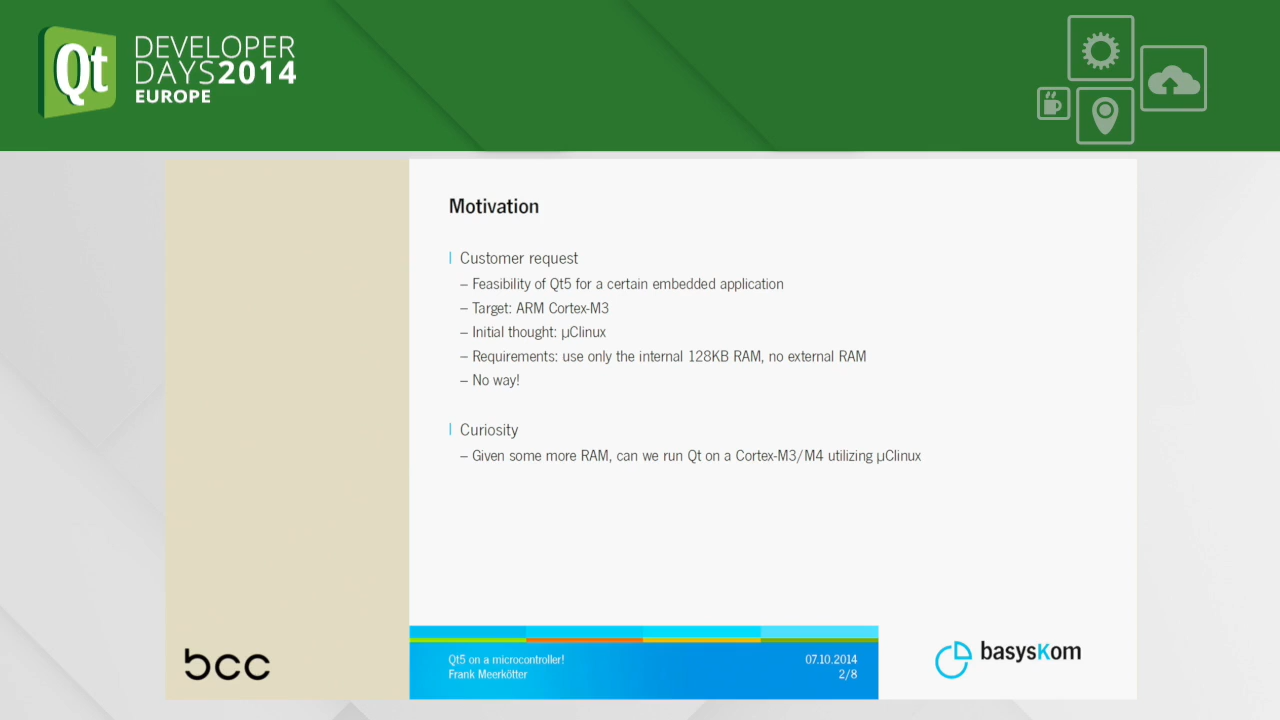 Qt
DEVELOPER
DAYS2014
EUROPE
Motivation
Customer request
– Feasibility of Qt5 for a certain embedded application
– Target: ARM Cortex-M3
– Initial thought: µClinux
– Requirements: use only the internal 128KB RAM, no external RAM
– No way!
Curiosity
– Given some more RAM, can we run Qt on a Cortex-M3/M4 utilizing µClinux
bcc
Qt5 on a microcontroller!
07.10.2014
Frank Meerkötter
2/8
basysKom